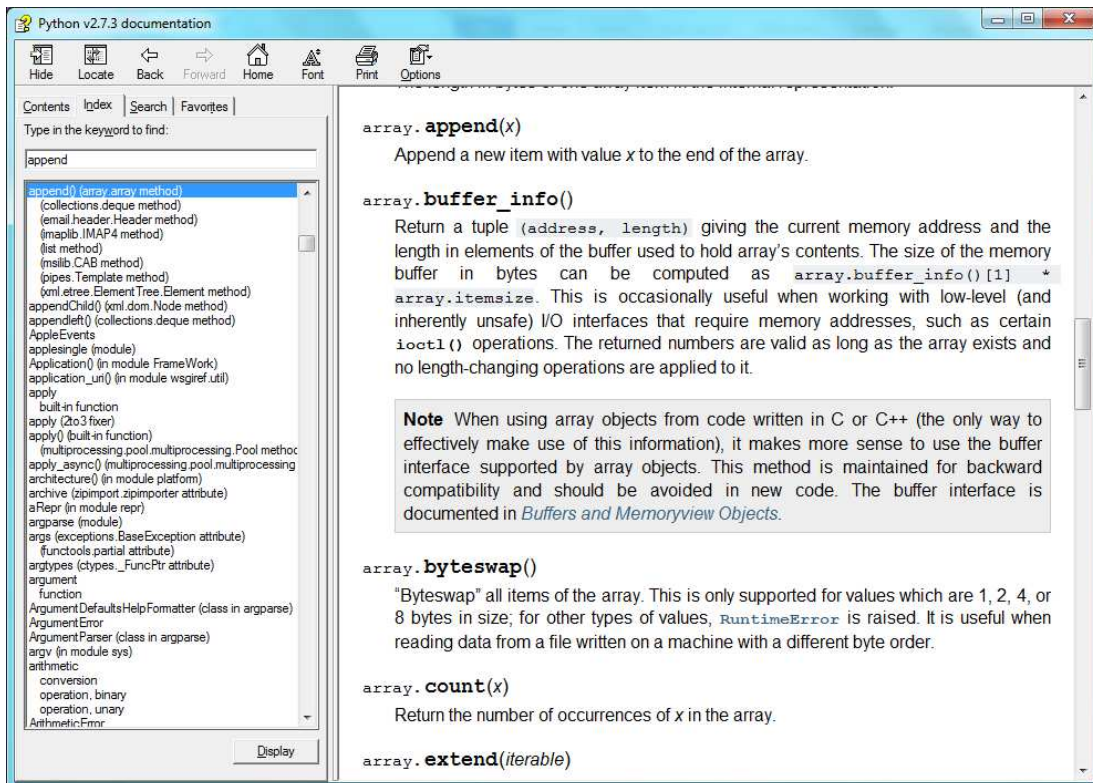 Python v2.7.3 documentation
Hide Locate Back Forward Home Font Print Options
Contents Index Search Favorites
Type in the keyword to find:
append
append() (array.array method)
(collections.deque method)
(email.header.Header method)
(imaplib.IMAP4 method)
(list method)
(msilib.CAB method)
(pipes.Template method)
(xml.etree.ElementTree.Element method)
appendChild() (xml.dom.Node method)
appendleft() (collections.deque method)
AppleEvents
applesingle (module)
Application() (in module FrameWork)
application_uri() (in module wsgiref.util)
apply
built-in function
apply (2to3 fixer)
apply() (built-in function)
(multiprocessing.pool.multiprocessing.Pool method
apply_async() (multiprocessing.pool.multiprocessing
architecture() (in module platform)
archive (zipimport.zipimporter attribute)
aRepr (in module repr)
argparse (module)
args (exceptions.BaseException attribute)
(functools.partial attribute)
argtypes (ctypes._FuncPtr attribute)
argument
function
ArgumentDefaultsHelpFormatter (class in argparse)
ArgumentError
ArgumentParser (class in argparse)
argv (in module sys)
arithmetic
conversion
operation, binary
operation, unary
ArithmeticError
Display
The length in bytes of one array item in the internal representation.
array.append(x)
Append a new item with value x to the end of the array.
array.buffer_info()
Return a tuple (address, length) giving the current memory address and the
length in elements of the buffer used to hold array's contents. The size of the memory
buffer in bytes can be computed as array.buffer_info()[1] *
array.itemsize. This is occasionally useful when working with low-level (and
inherently unsafe) I/O interfaces that require memory addresses, such as certain
ioctl() operations. The returned numbers are valid as long as the array exists and
no length-changing operations are applied to it.
Note When using array objects from code written in C or C++ (the only way to
effectively make use of this information), it makes more sense to use the buffer
interface supported by array objects. This method is maintained for backward
compatibility and should be avoided in new code. The buffer interface is
documented in Buffers and Memoryview Objects.
array.byteswap()
“Byteswap” all items of the array. This is only supported for values which are 1, 2, 4, or
8 bytes in size; for other types of values, RuntimeError is raised. It is useful when
reading data from a file written on a machine with a different byte order.
array.count(x)
Return the number of occurrences of x in the array.
array.extend(iterable)